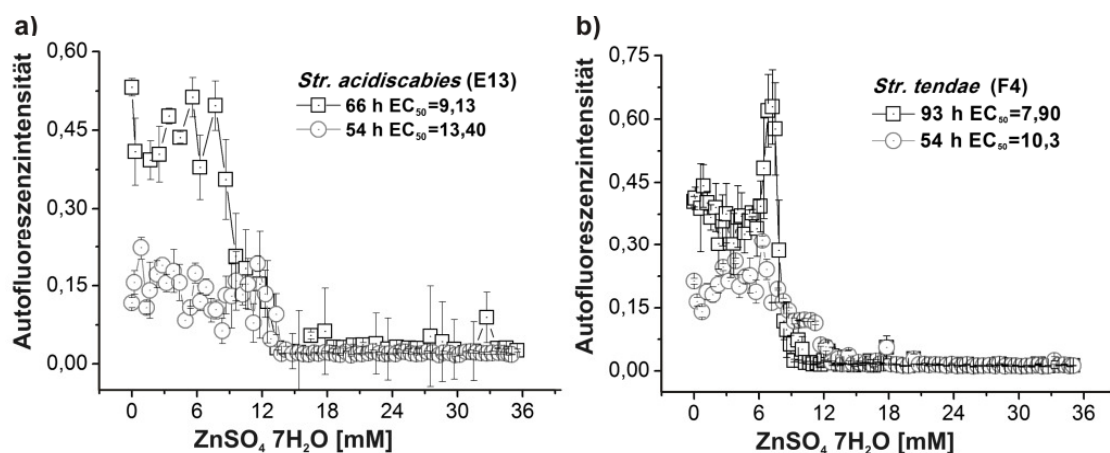 a)
0,60
0,45
0,30
0,15
0,00
Autofluoreszenzintensität
Str. acidiscabies (E13)
66 h EC₅₀=9,13
54 h EC₅₀=13,40
0 6 12 18 24 30 36
ZnSO₄ 7H₂O [mM]
b)
0,75
0,60
0,45
0,30
0,15
0,00
Autofluoreszenzintensität
Str. tendae (F4)
93 h EC₅₀=7,90
54 h EC₅₀=10,3
0 6 12 18 24 30 36
ZnSO₄ 7H₂O [mM]